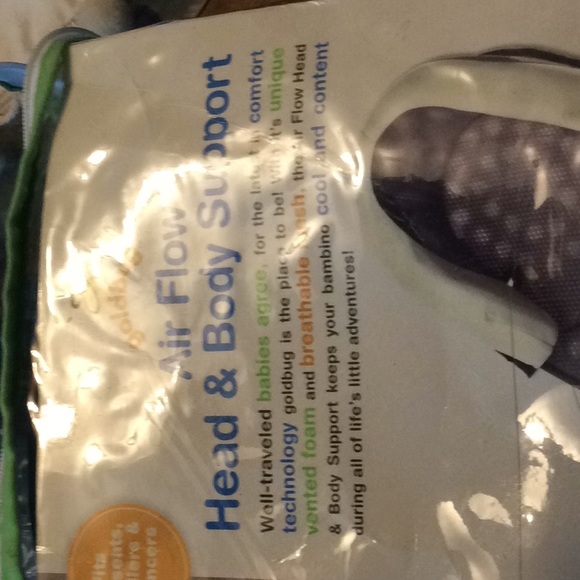 goldbug
Air Flow
Head & Body Support
Well-traveled babies agree, for the latest in comfort
technology goldbug is the place to be! With it's unique
vented foam and breathable mesh, the Air Flow Head
& Body Support keeps your bambino cool and content
during all of life's little adventures!